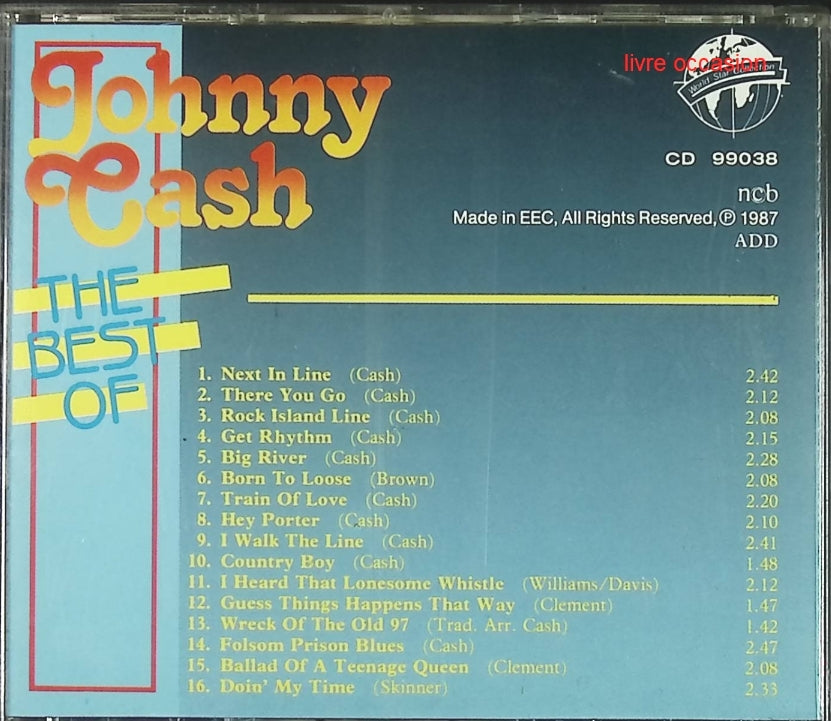 Johnny
Cash
THE
BEST
OF
livre occasion
World Star Collection
CD 99038
ncb
Made in EEC, All Rights Reserved, ℗ 1987
ADD
1. Next In Line (Cash) 2.42
2. There You Go (Cash) 2.12
3. Rock Island Line (Cash) 2.08
4. Get Rhythm (Cash) 2.15
5. Big River (Cash) 2.28
6. Born To Loose (Brown) 2.08
7. Train Of Love (Cash) 2.20
8. Hey Porter (Cash) 2.10
9. I Walk The Line (Cash) 2.41
10. Country Boy (Cash) 1.48
11. I Heard That Lonesome Whistle (Williams/Davis) 2.12
12. Guess Things Happens That Way (Clement) 1.47
13. Wreck Of The Old 97 (Trad. Arr. Cash) 1.42
14. Folsom Prison Blues (Cash) 2.47
15. Ballad Of A Teenage Queen (Clement) 2.08
16. Doin' My Time (Skinner) 2.33